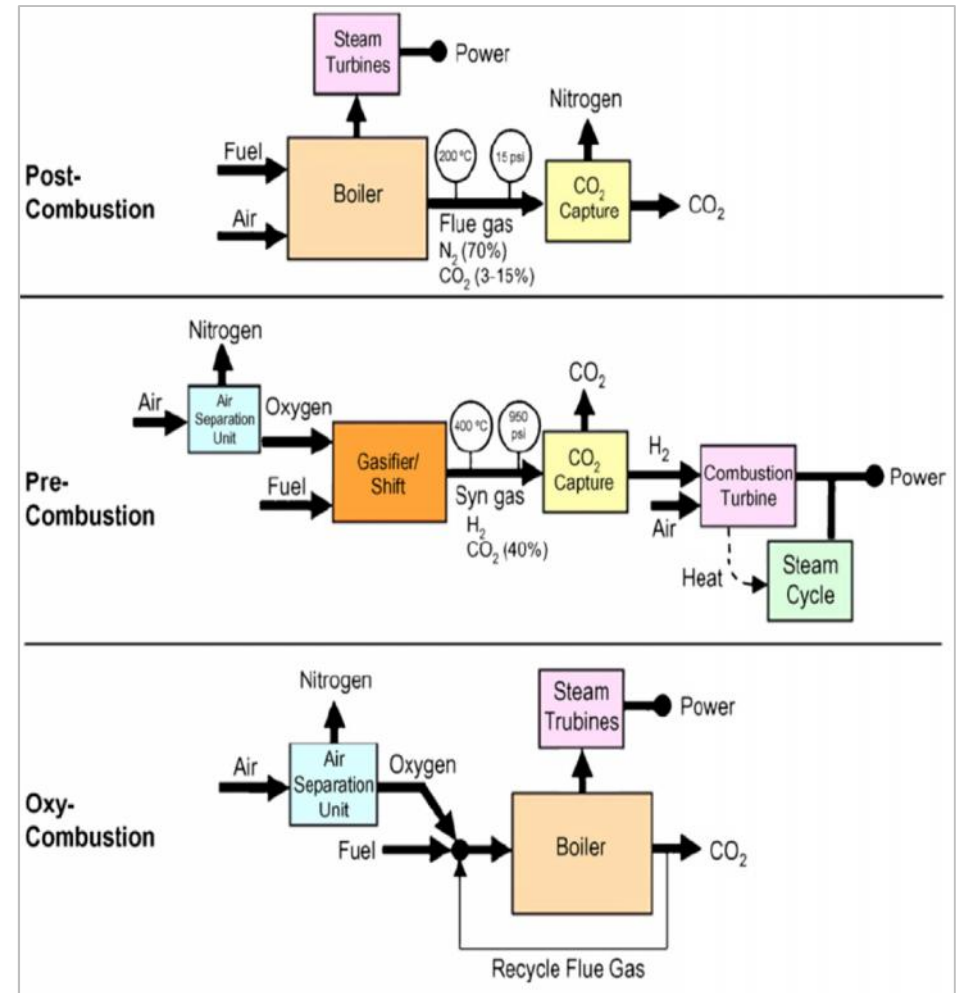 Steam
Turbines
Power
Nitrogen
Post-
Combustion
Fuel
Air
Boiler
200 ºC
15 psi
Flue gas
N₂ (70%)
CO₂ (3-15%)
CO₂
Capture
CO₂
Nitrogen
Air
Air
Separation
Unit
Oxygen
Pre-
Combustion
Fuel
Gasifier/
Shift
400 ºC
950
psi
Syn gas
H₂
CO₂ (40%)
CO₂
CO₂
Capture
H₂
Air
Combustion
Turbine
Power
Heat
Steam
Cycle
Nitrogen
Air
Air
Separation
Unit
Oxygen
Oxy-
Combustion
Fuel
Steam
Trubines
Power
Boiler
CO₂
Recycle Flue Gas